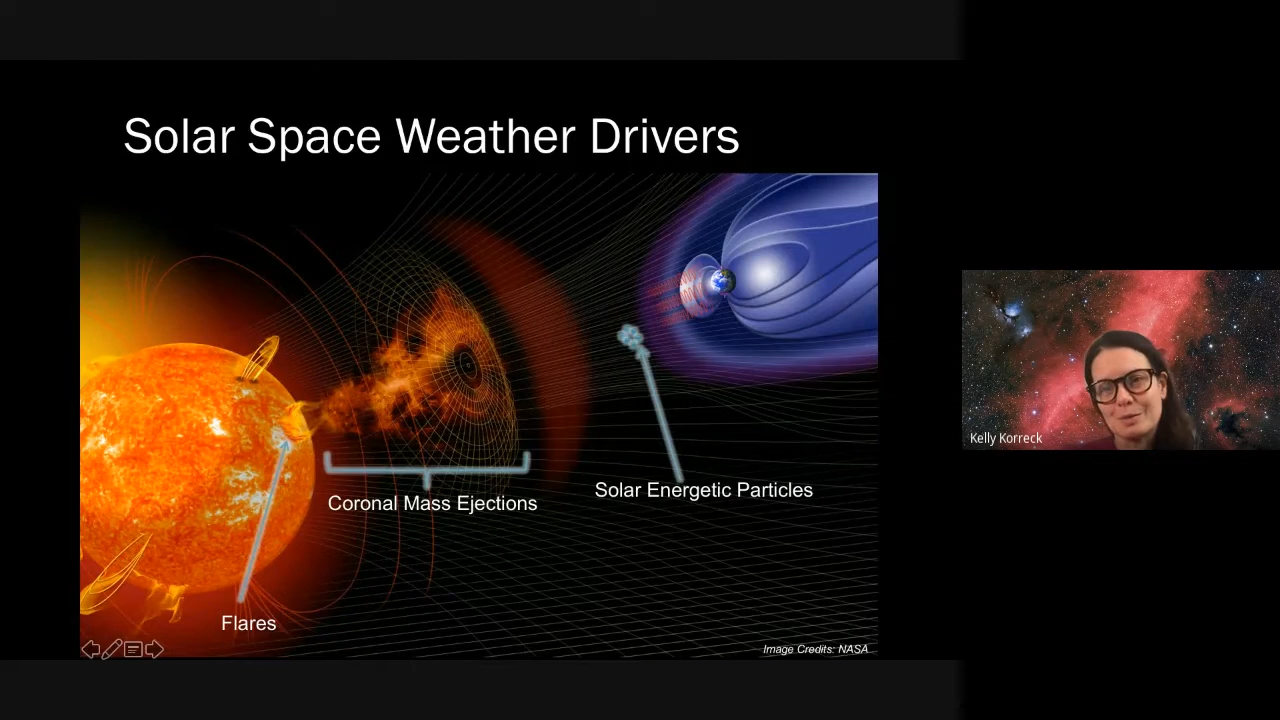 Solar Space Weather Drivers
Coronal Mass Ejections
Solar Energetic Particles
Flares
Image Credits: NASA
Kelly Korreck